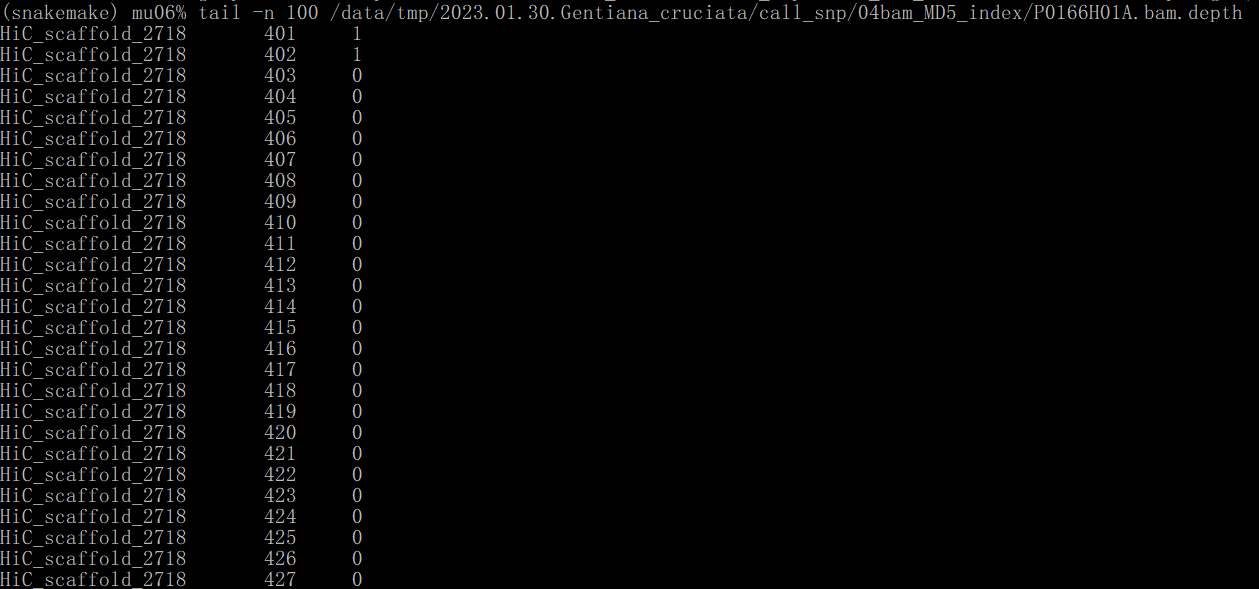 (snakemake) mu06% tail -n 100 /data/tmp/2023.01.30.Gentiana_cruciata/call_snp/04bam_MD5_index/P0166H01A.bam.depth
HiC_scaffold_2718 401 1
HiC_scaffold_2718 402 1
HiC_scaffold_2718 403 0
HiC_scaffold_2718 404 0
HiC_scaffold_2718 405 0
HiC_scaffold_2718 406 0
HiC_scaffold_2718 407 0
HiC_scaffold_2718 408 0
HiC_scaffold_2718 409 0
HiC_scaffold_2718 410 0
HiC_scaffold_2718 411 0
HiC_scaffold_2718 412 0
HiC_scaffold_2718 413 0
HiC_scaffold_2718 414 0
HiC_scaffold_2718 415 0
HiC_scaffold_2718 416 0
HiC_scaffold_2718 417 0
HiC_scaffold_2718 418 0
HiC_scaffold_2718 419 0
HiC_scaffold_2718 420 0
HiC_scaffold_2718 421 0
HiC_scaffold_2718 422 0
HiC_scaffold_2718 423 0
HiC_scaffold_2718 424 0
HiC_scaffold_2718 425 0
HiC_scaffold_2718 426 0
HiC_scaffold_2718 427 0